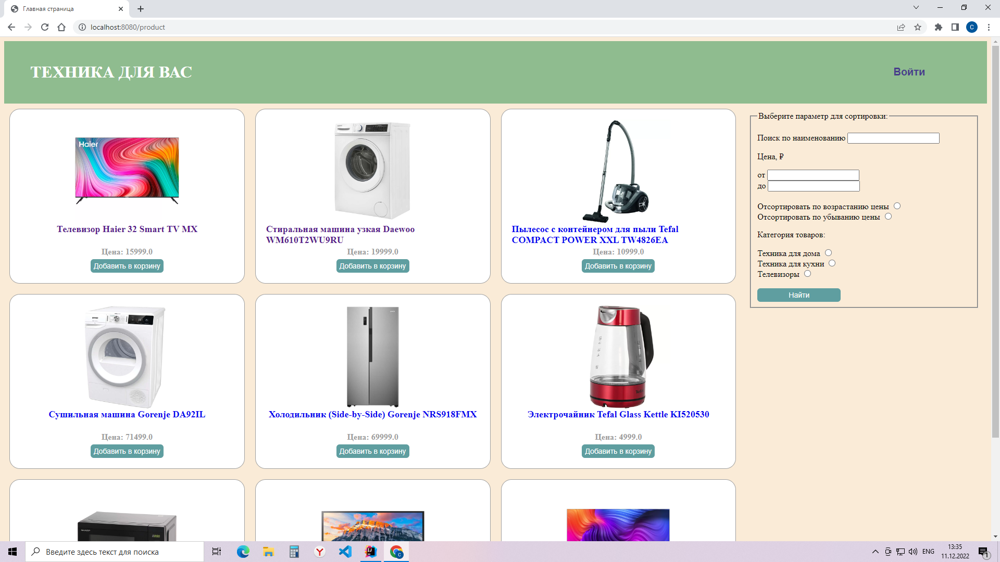 Главная страница
localhost:8080/product
ТЕХНИКА ДЛЯ ВАС
Войти
Haier
Телевизор Haier 32 Smart TV MX
Цена: 15999.0
Добавить в корзину
Стиральная машина узкая Daewoo
WM610T2WU9RU
Цена: 19999.0
Добавить в корзину
Пылесос с контейнером для пыли Tefal
COMPACT POWER XXL TW4826EA
Цена: 10999.0
Добавить в корзину
Выберите параметр для сортировки:
Поиск по наименованию
Цена, ₽
от
до
Отсортировать по возрастанию цены
Отсортировать по убыванию цены
Категория товаров:
Техника для дома
Техника для кухни
Телевизоры
Найти
Сушильная машина Gorenje DA92IL
Цена: 71499.0
Добавить в корзину
Холодильник (Side-by-Side) Gorenje NRS918FMX
Цена: 69999.0
Добавить в корзину
Tefal
Электрочайник Tefal Glass Kettle KI520530
Цена: 4999.0
Добавить в корзину
SHARP
Введите здесь текст для поиска
ENG
13:35
11.12.2022
1